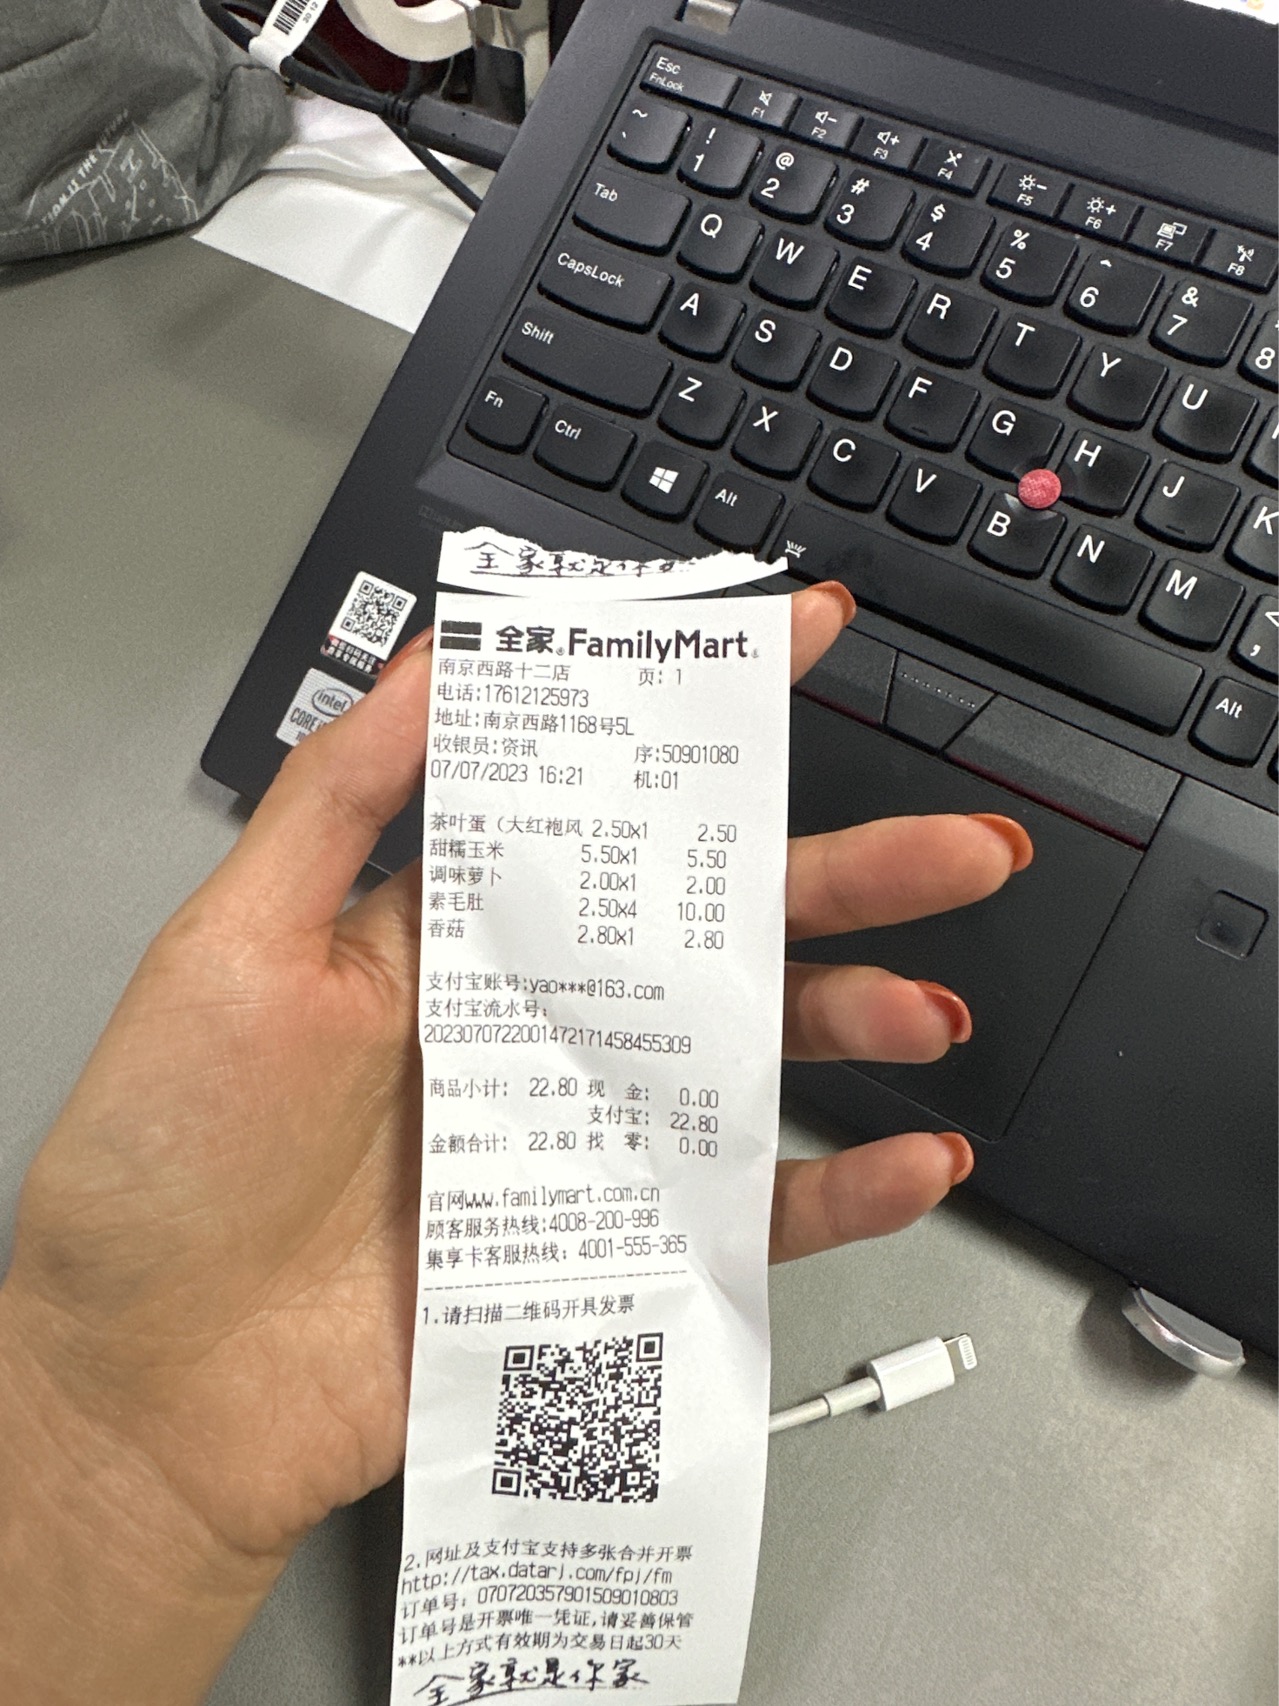 Esc
FnLock
F1
F2
F3
F4
F5
F6
F7
F8
~
`
!
1
@
2
#
3
$
4
%
5
^
6
&
7
8
Tab
Q
W
E
R
T
Y
U
CapsLock
A
S
D
F
G
H
J
K
Shift
Z
X
C
V
B
N
M
<
,
Fn
Ctrl
Alt
Alt
intel
CORE
全家就是你
全家 FamilyMart
南京西路十二店 页: 1
电话:17612125973
地址:南京西路1168号5L
收银员:资讯 序:50901080
07/07/2023 16:21 机:01
茶叶蛋（大红袍风 2.50x1 2.50
甜糯玉米 5.50x1 5.50
调味萝卜 2.00x1 2.00
素毛肚 2.50x4 10.00
香菇 2.80x1 2.80
支付宝账号:yao***@163.com
支付宝流水号:
2023070722001472171458455309
商品小计: 22.80 现 金: 0.00
支付宝: 22.80
金额合计: 22.80 找 零: 0.00
官网www.familymart.com.cn
顾客服务热线:4008-200-996
集享卡客服热线: 4001-555-365
1.请扫描二维码开具发票
2.网址及支付宝支持多张合并开票
http://tax.datarj.com/fpj/fm
订单号: 070720357901509010803
订单号是开票唯一凭证,请妥善保管
**以上方式有效期为交易日起30天
全家就是你家